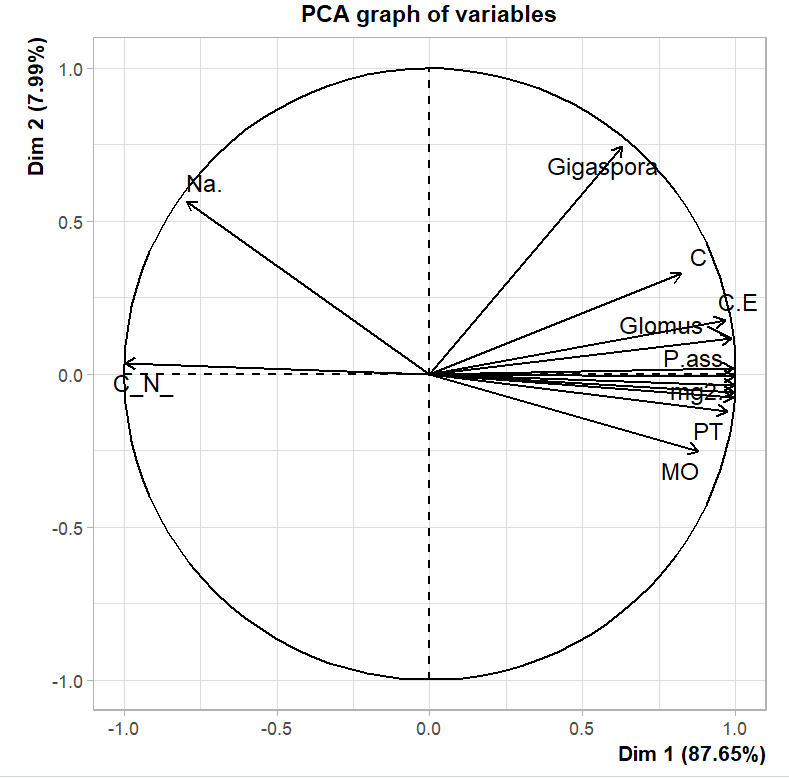 PCA graph of variables
Dim 2 (7.99%)
1.0
0.5
0.0
-0.5
-1.0
Na.
Gigaspora
C
C.E
Glomus
P.ass
C_N_
mg2.
PT
MO
-1.0
-0.5
0.0
0.5
1.0
Dim 1 (87.65%)